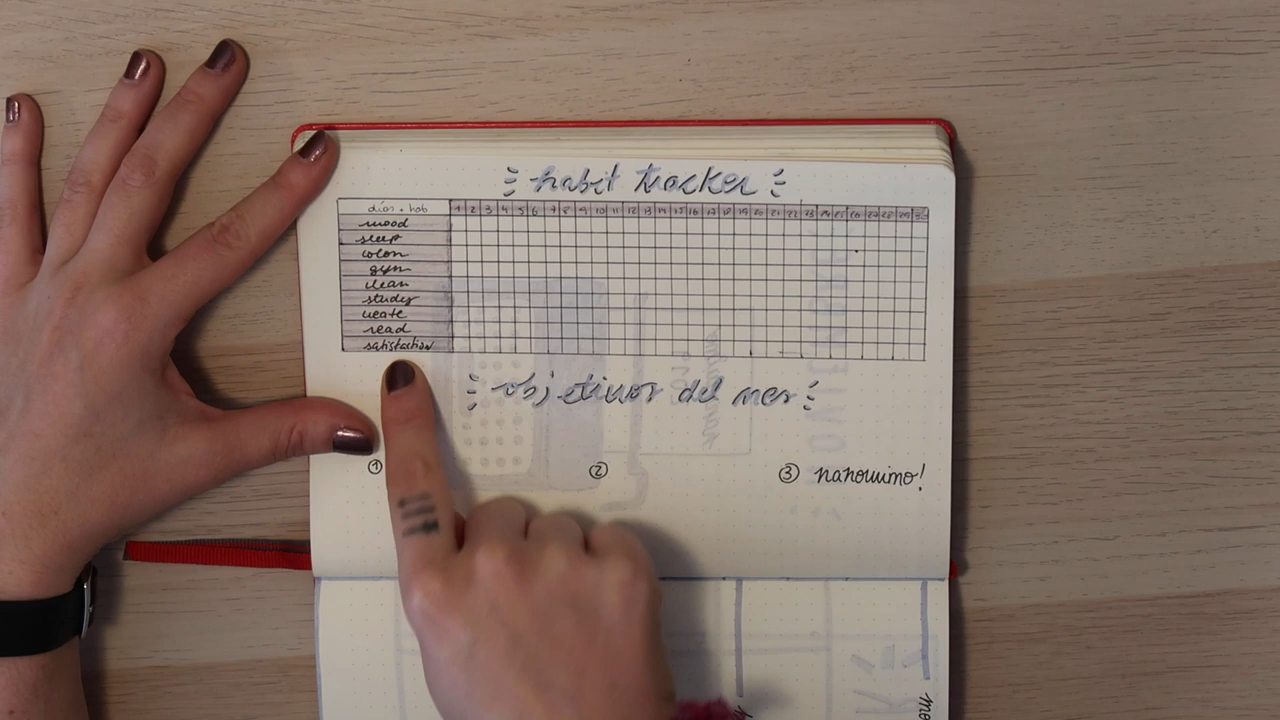 habit tracker
días + hab 1 2 3 4 5 6 7 8 9 10 11 12 13 14 15 16 17 18 19 20 21 22 23 24 25 26 27 28 29 30
mood
sleep
colon
gym
clean
study
create
read
satisfaction
objetivos del mes
① ② ③ nanowrimo!